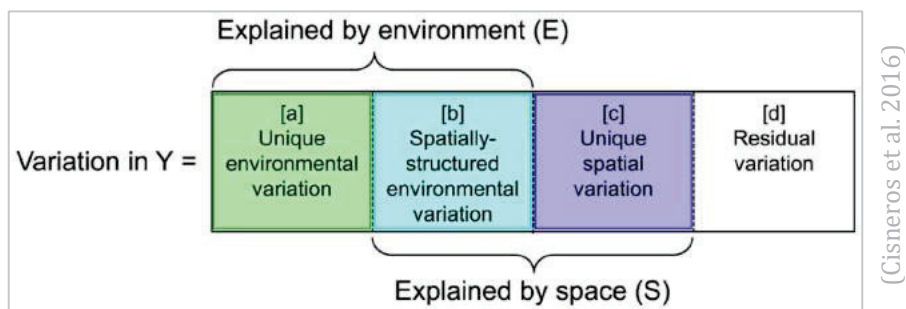 Explained by environment (E)
Variation in Y =
[a]
Unique
environmental
variation
[b]
Spatially-
structured
environmental
variation
[c]
Unique
spatial
variation
[d]
Residual
variation
Explained by space (S)
(Cisneros et al. 2016)